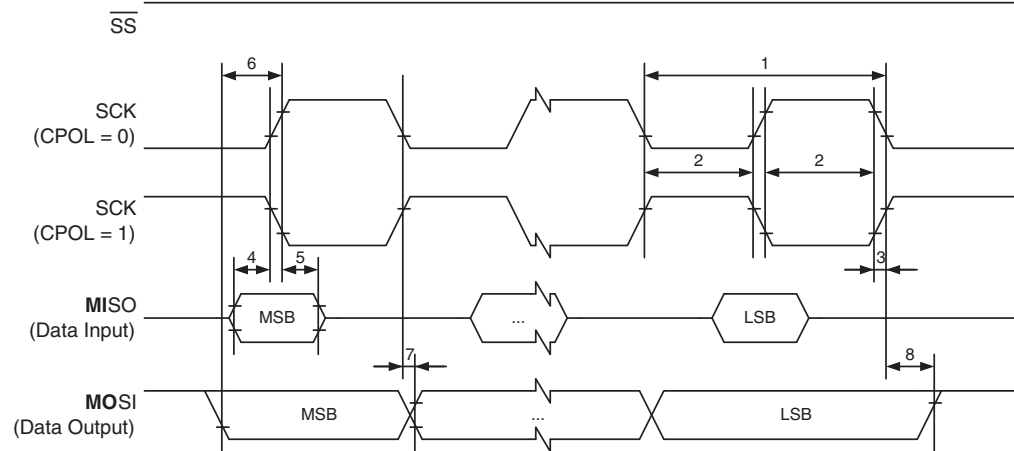 SS
6
1
SCK
(CPOL = 0)
2
2
SCK
(CPOL = 1)
4
5
3
MISO
(Data Input)
MSB
...
LSB
7
8
MOSI
(Data Output)
MSB
...
LSB